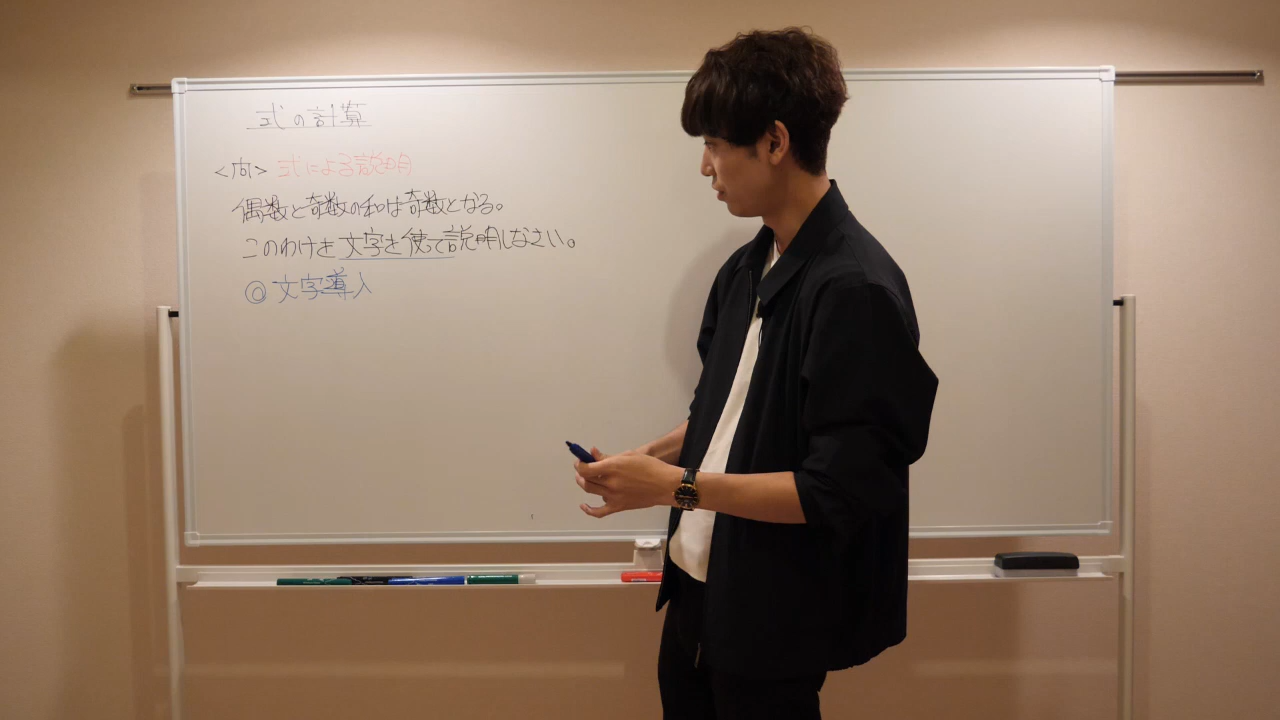 式の計算
<問> 式による説明
偶数と奇数の和は奇数となる。
このわけを文字を使って説明しなさい。
◎文字導入